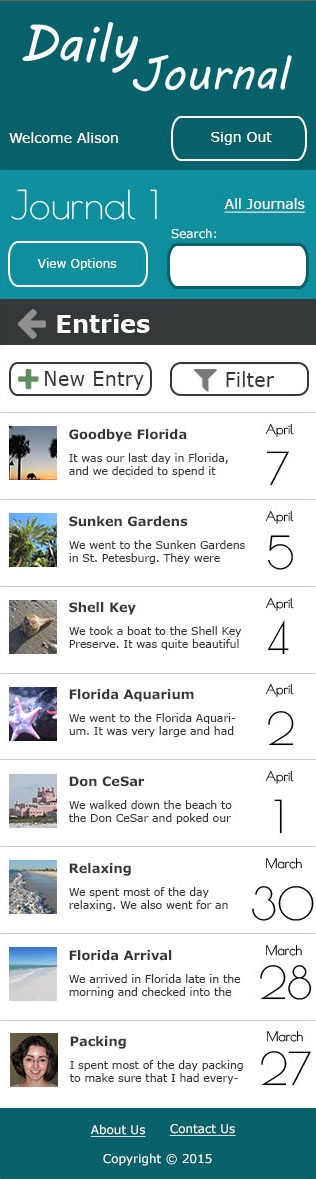 Daily
Journal
Welcome Alison
Sign Out
Journal 1
All Journals
Search:
View Options
Entries
New Entry
Filter
Goodbye Florida
It was our last day in Florida,
and we decided to spend it
April
7
Sunken Gardens
We went to the Sunken Gardens
in St. Petesburg. They were
April
5
Shell Key
We took a boat to the Shell Key
Preserve. It was quite beautiful
April
4
Florida Aquarium
We went to the Florida Aquari-
um. It was very large and had
April
2
Don CeSar
We walked down the beach to
the Don CeSar and poked our
April
1
Relaxing
We spent most of the day
relaxing. We also went for an
March
30
Florida Arrival
We arrived in Florida late in the
morning and checked into the
March
28
Packing
I spent most of the day packing
to make sure that I had every-
March
27
About Us
Contact Us
Copyright © 2015